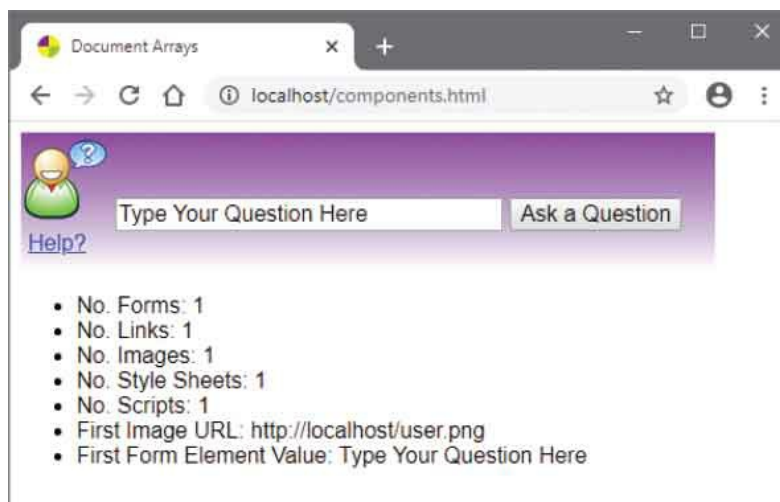 Document Arrays
localhost/components.html
?
Type Your Question Here
Ask a Question
Help?
• No. Forms: 1
• No. Links: 1
• No. Images: 1
• No. Style Sheets: 1
• No. Scripts: 1
• First Image URL: http://localhost/user.png
• First Form Element Value: Type Your Question Here